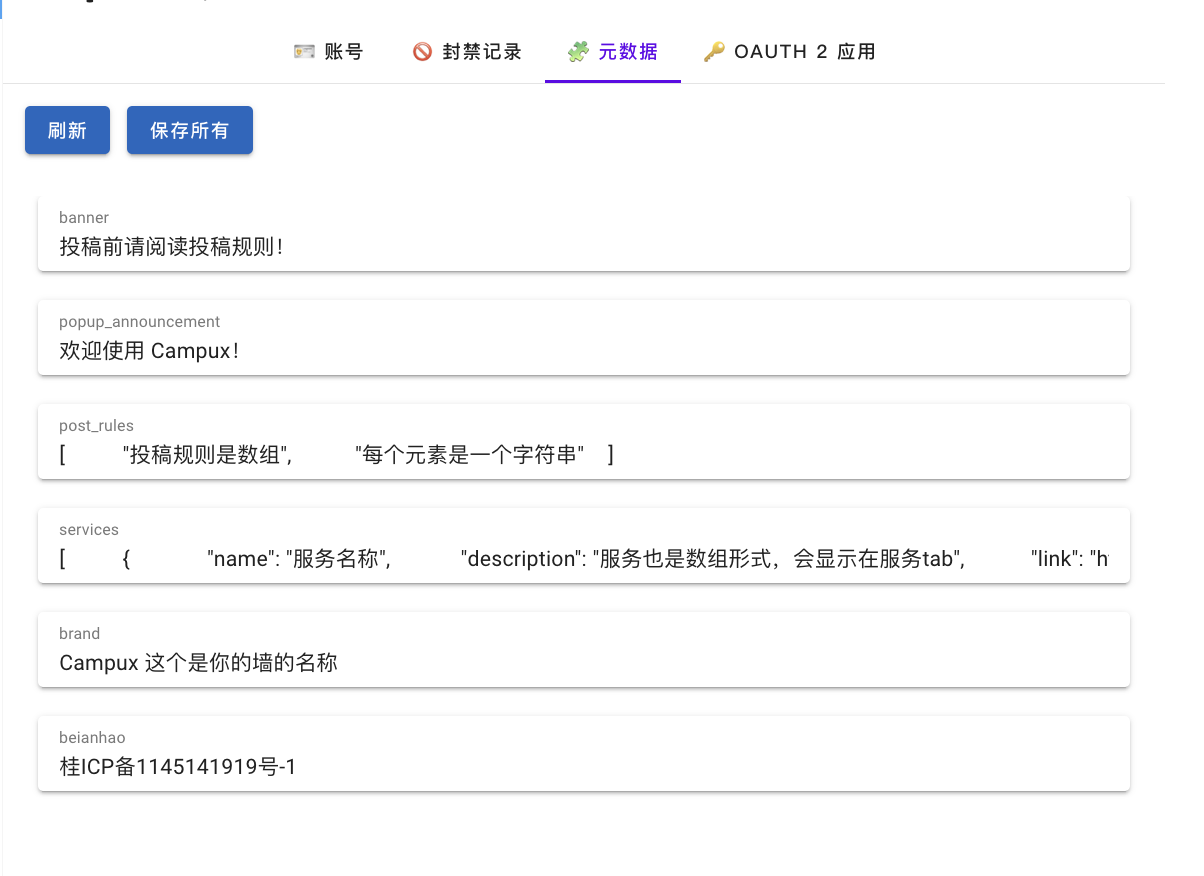 账号 封禁记录 元数据 OAUTH 2 应用
刷新 保存所有
banner
投稿前请阅读投稿规则！
popup_announcement
欢迎使用 Campux！
post_rules
[ "投稿规则是数组", "每个元素是一个字符串" ]
services
[ { "name": "服务名称", "description": "服务也是数组形式，会显示在服务tab", "link": "h
brand
Campux 这个是你的墙的名称
beianhao
桂ICP备1145141919号-1